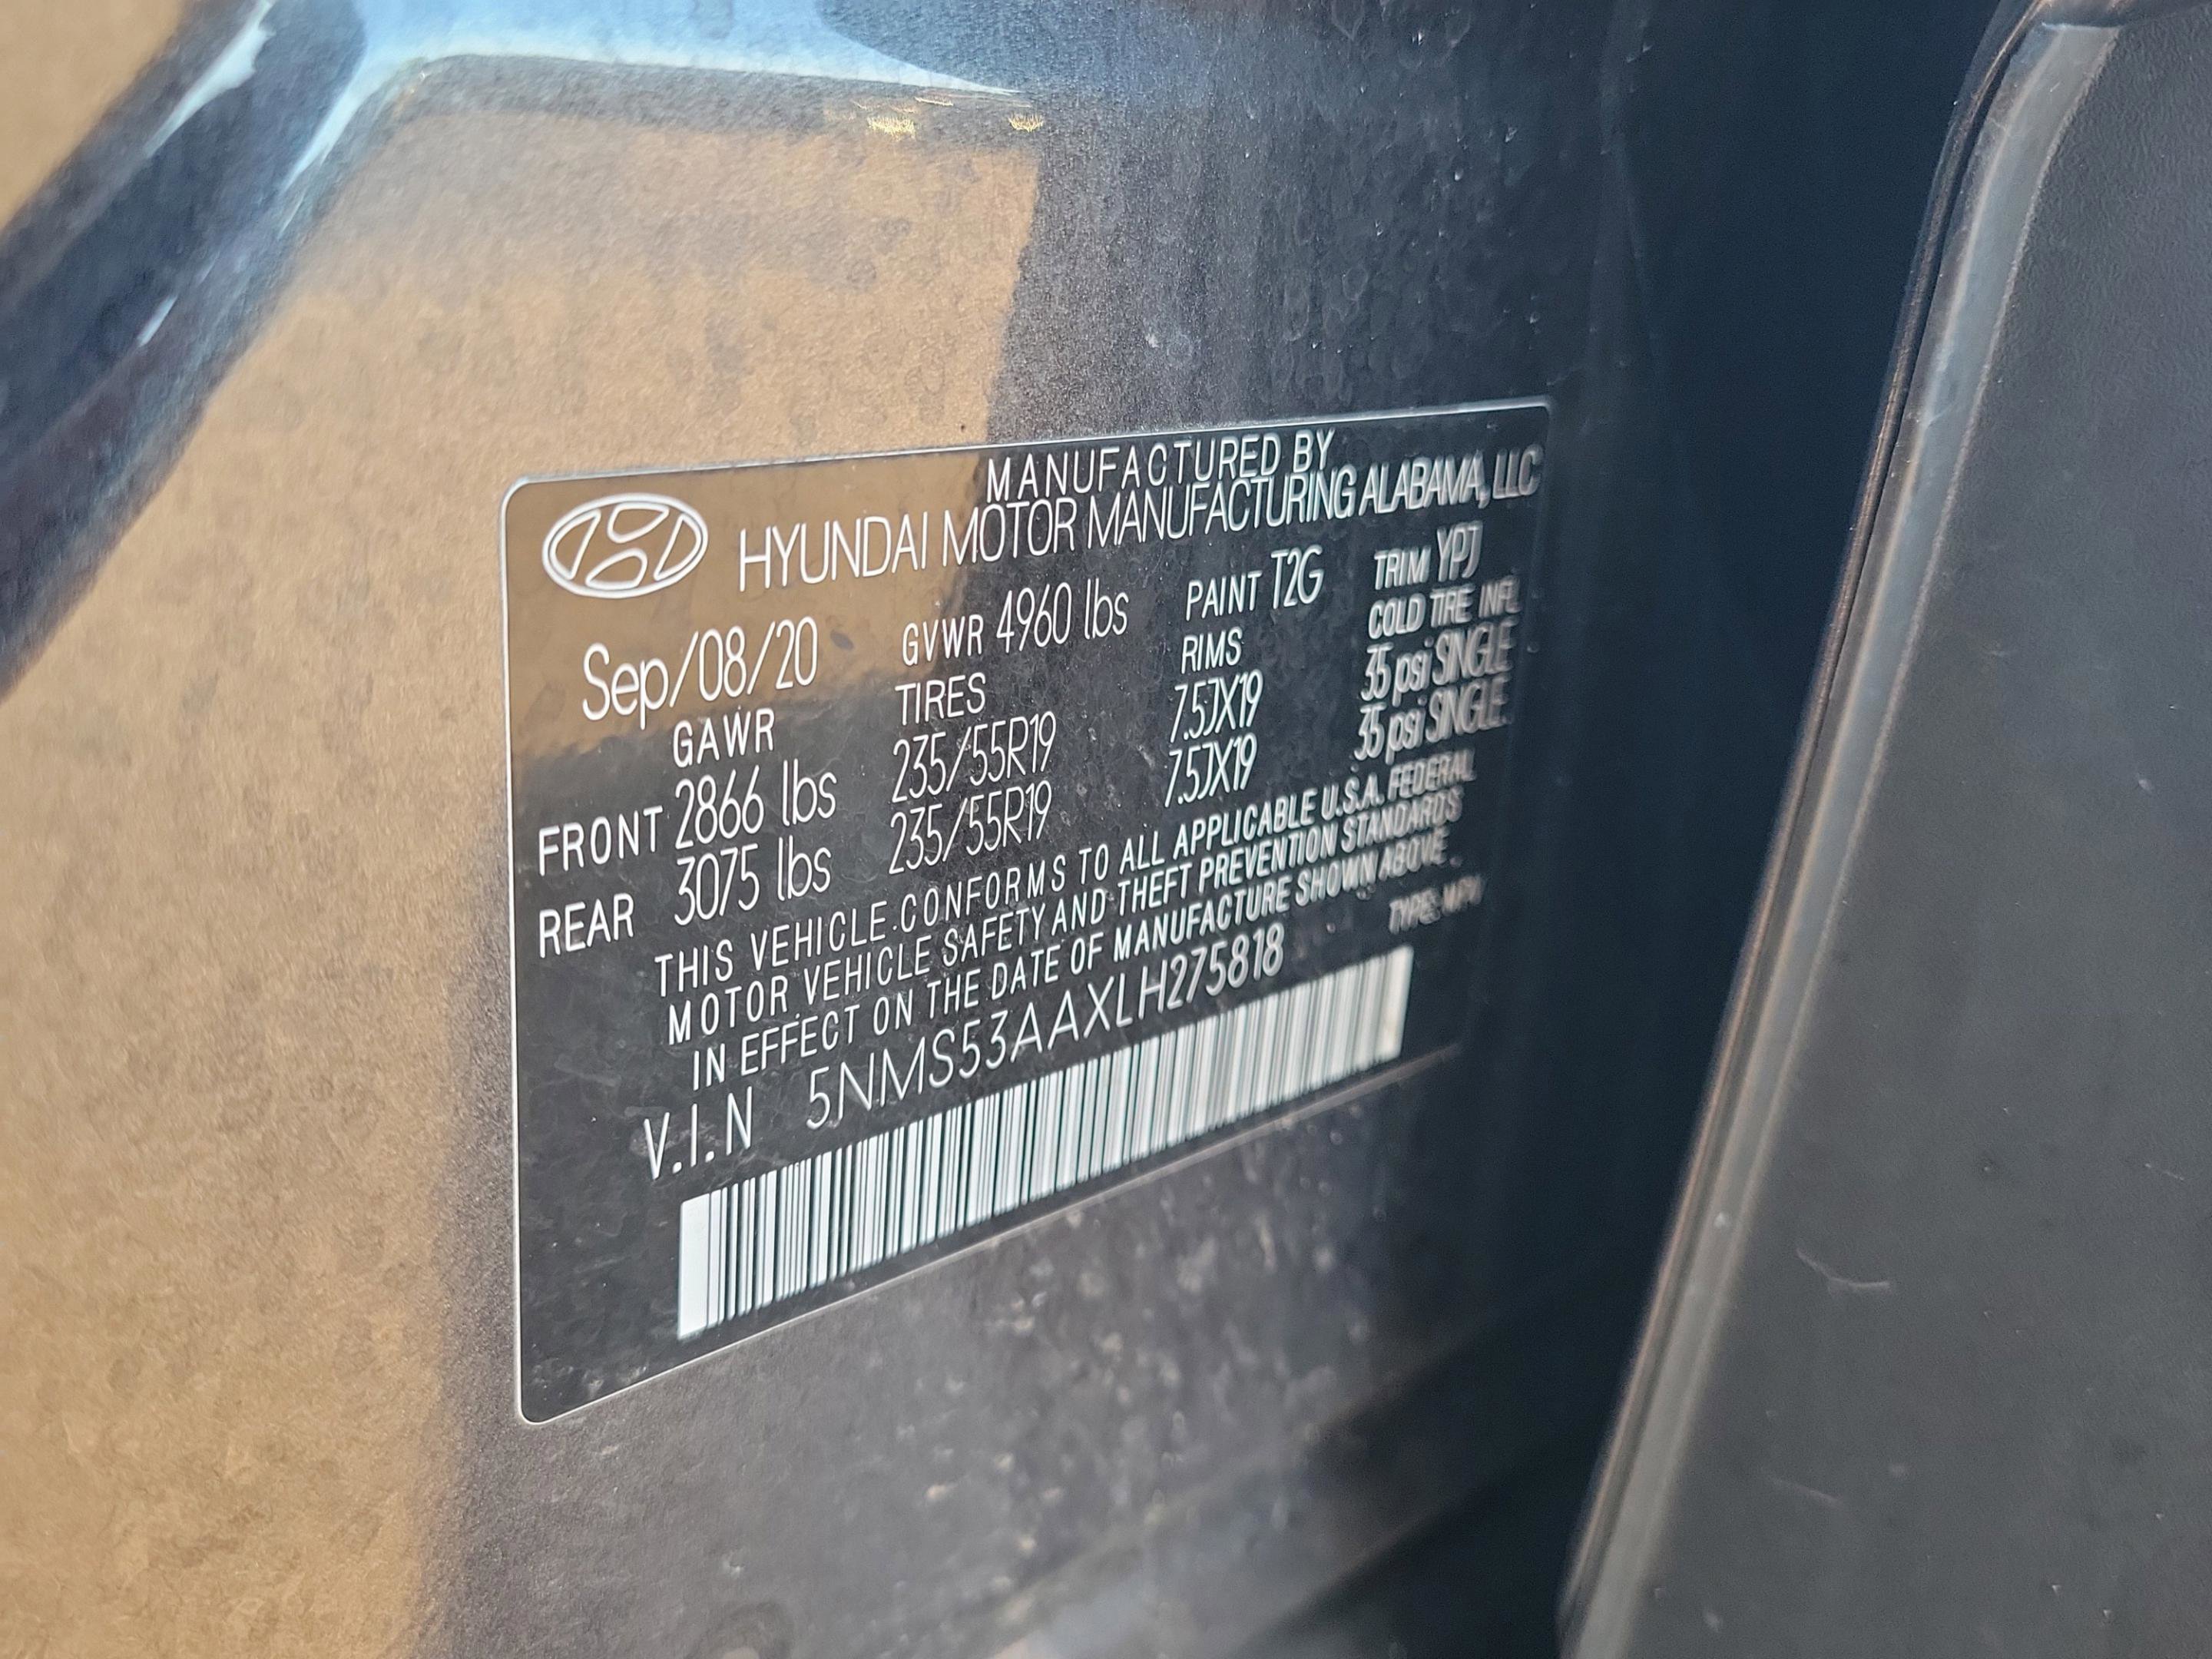 MANUFACTURED BY
HYUNDAI MOTOR MANUFACTURING ALABAMA, LLC
Sep/08/20 GVWR 4960 lbs PAINT T2G TRIM YPJ
GAWR TIRES RIMS COLD TIRE INFL
FRONT 2866 lbs 235/55R19 7.5JX19 35 psi SINGLE
REAR 3075 lbs 235/55R19 7.5JX19 35 psi SINGLE
THIS VEHICLE CONFORMS TO ALL APPLICABLE U.S.A. FEDERAL
MOTOR VEHICLE SAFETY AND THEFT PREVENTION STANDARDS
IN EFFECT ON THE DATE OF MANUFACTURE SHOWN ABOVE.
V.I.N 5NMS53AAXLH275818 TYPE: MPV